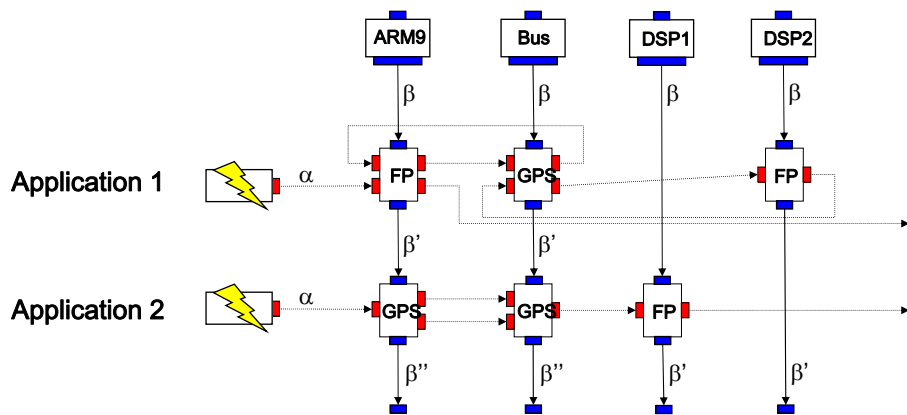 ARM9 Bus DSP1 DSP2
β β β β
Application 1 α FP GPS FP
β' β'
Application 2 α GPS GPS FP
β'' β'' β' β'